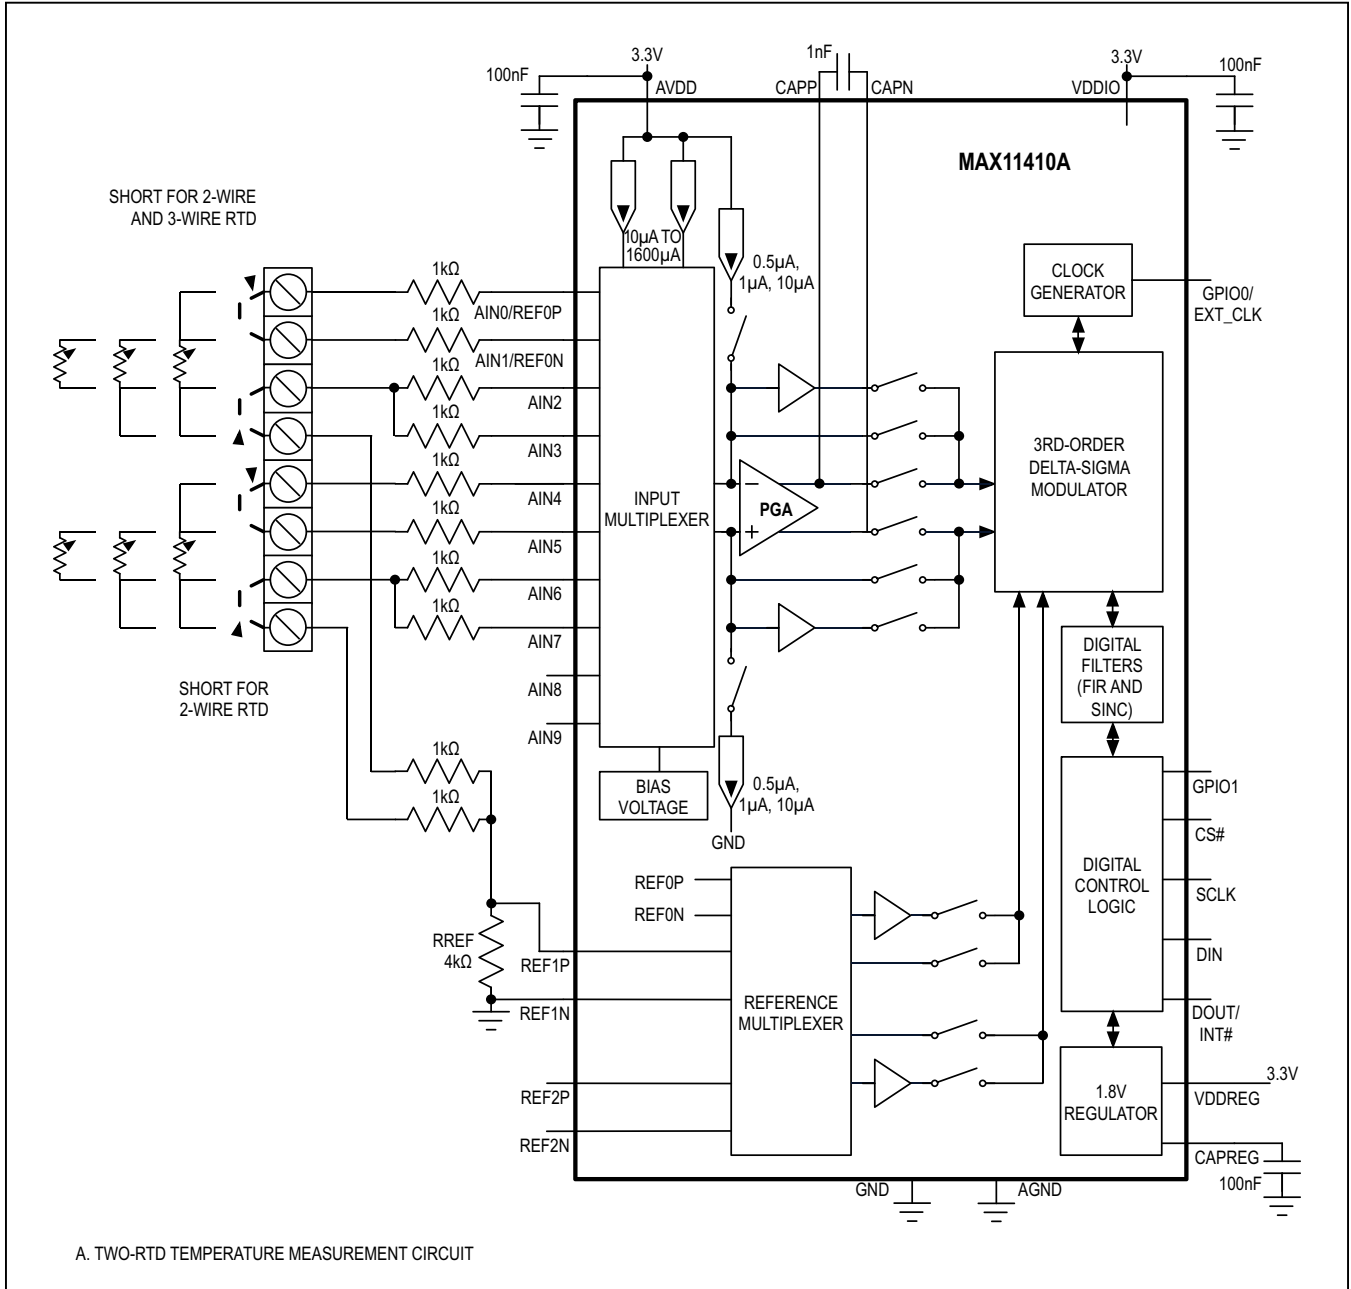 3.3V
100nF
AVDD
1nF
CAPP
CAPN
3.3V
VDDIO
100nF
MAX11410A
SHORT FOR 2-WIRE
AND 3-WIRE RTD
10µA TO
1600µA
0.5µA,
1µA, 10µA
CLOCK
GENERATOR
GPIO0/
EXT_CLK
1kΩ
AIN0/REF0P
1kΩ
AIN1/REF0N
1kΩ
AIN2
1kΩ
AIN3
1kΩ
AIN4
1kΩ
AIN5
1kΩ
AIN6
1kΩ
AIN7
AIN8
AIN9
INPUT
MULTIPLEXER
−
PGA
+
3RD-ORDER
DELTA-SIGMA
MODULATOR
SHORT FOR
2-WIRE RTD
DIGITAL
FILTERS
(FIR AND
SINC)
1kΩ
1kΩ
BIAS
VOLTAGE
0.5µA,
1µA, 10µA
GND
GPIO1
CS#
SCLK
DIN
DOUT/
INT#
DIGITAL
CONTROL
LOGIC
REF0P
REF0N
RREF
4kΩ
REF1P
REF1N
REFERENCE
MULTIPLEXER
REF2P
REF2N
1.8V
REGULATOR
3.3V
VDDREG
CAPREG
100nF
GND
AGND
A. TWO-RTD TEMPERATURE MEASUREMENT CIRCUIT